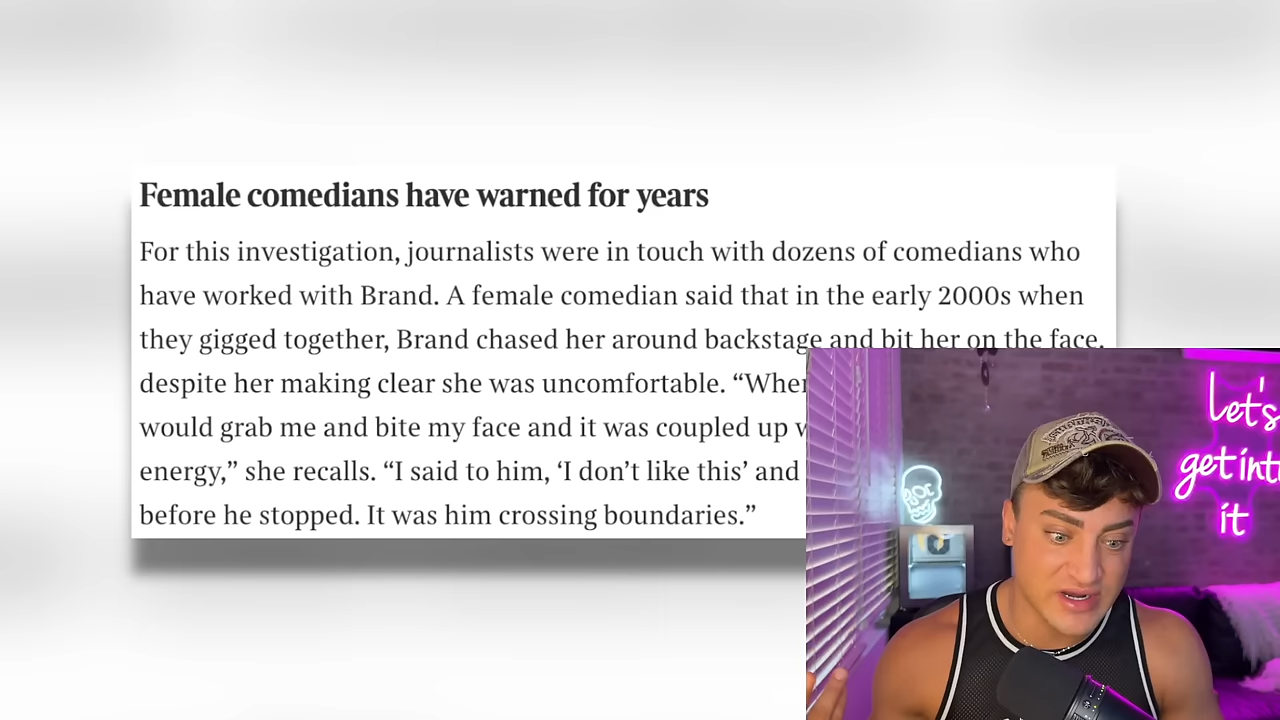 Female comedians have warned for years
For this investigation, journalists were in touch with dozens of comedians who
have worked with Brand. A female comedian said that in the early 2000s when
they gigged together, Brand chased her around backstage and bit her on the face,
despite her making clear she was uncomfortable. “When
would grab me and bite my face and it was coupled up
energy,” she recalls. “I said to him, ‘I don’t like this’ and
before he stopped. It was him crossing boundaries.”
Let's
get into
it